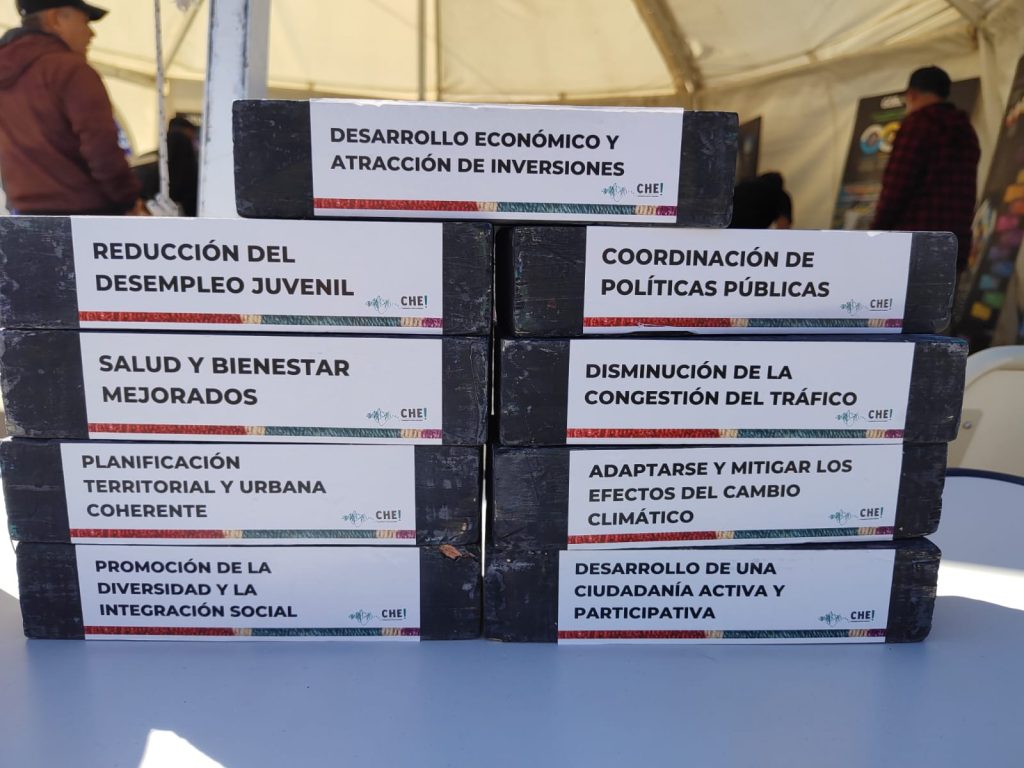 DESARROLLO ECONÓMICO Y
ATRACCIÓN DE INVERSIONES
CHE!
REDUCCIÓN DEL
DESEMPLEO JUVENIL
CHE!
COORDINACIÓN DE
POLÍTICAS PÚBLICAS
CHE!
SALUD Y BIENESTAR
MEJORADOS
CHE!
DISMINUCIÓN DE LA
CONGESTIÓN DEL TRÁFICO
CHE!
PLANIFICACIÓN
TERRITORIAL Y URBANA
COHERENTE
CHE!
ADAPTARSE Y MITIGAR LOS
EFECTOS DEL CAMBIO
CLIMÁTICO
CHE!
PROMOCIÓN DE LA
DIVERSIDAD Y LA
INTEGRACIÓN SOCIAL
CHE!
DESARROLLO DE UNA
CIUDADANÍA ACTIVA Y
PARTICIPATIVA
CHE!